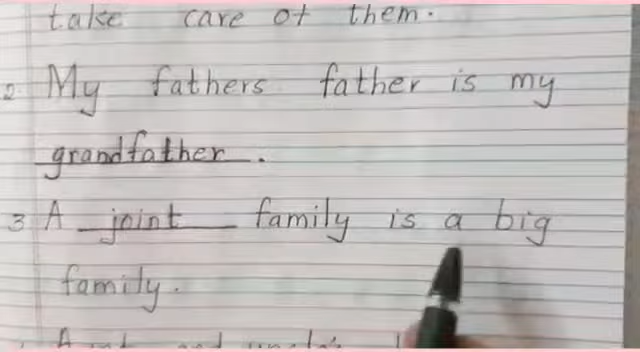 take care of them.
2. My fathers father is my
grandfather.
3 A joint family is a big
family.